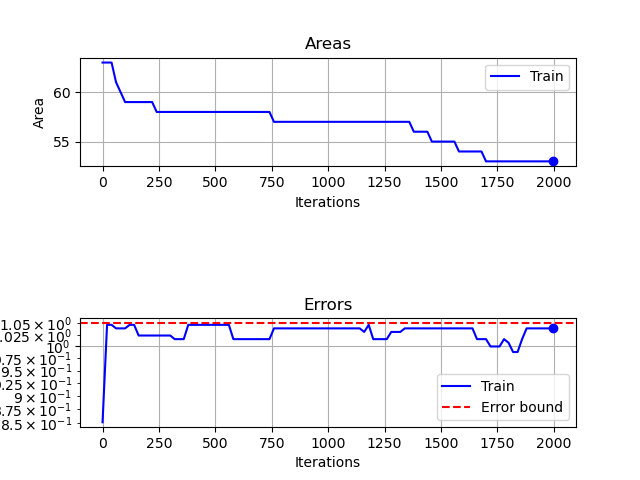 Areas
60
55
Area
Train
0 250 500 750 1000 1250 1500 1750 2000
Iterations
Errors
1.05 × 10⁰
.025 × 10⁰
10⁰
9.75 × 10⁻¹
9.5 × 10⁻¹
9.25 × 10⁻¹
9 × 10⁻¹
8.75 × 10⁻¹
8.5 × 10⁻¹
Train
Error bound
0 250 500 750 1000 1250 1500 1750 2000
Iterations